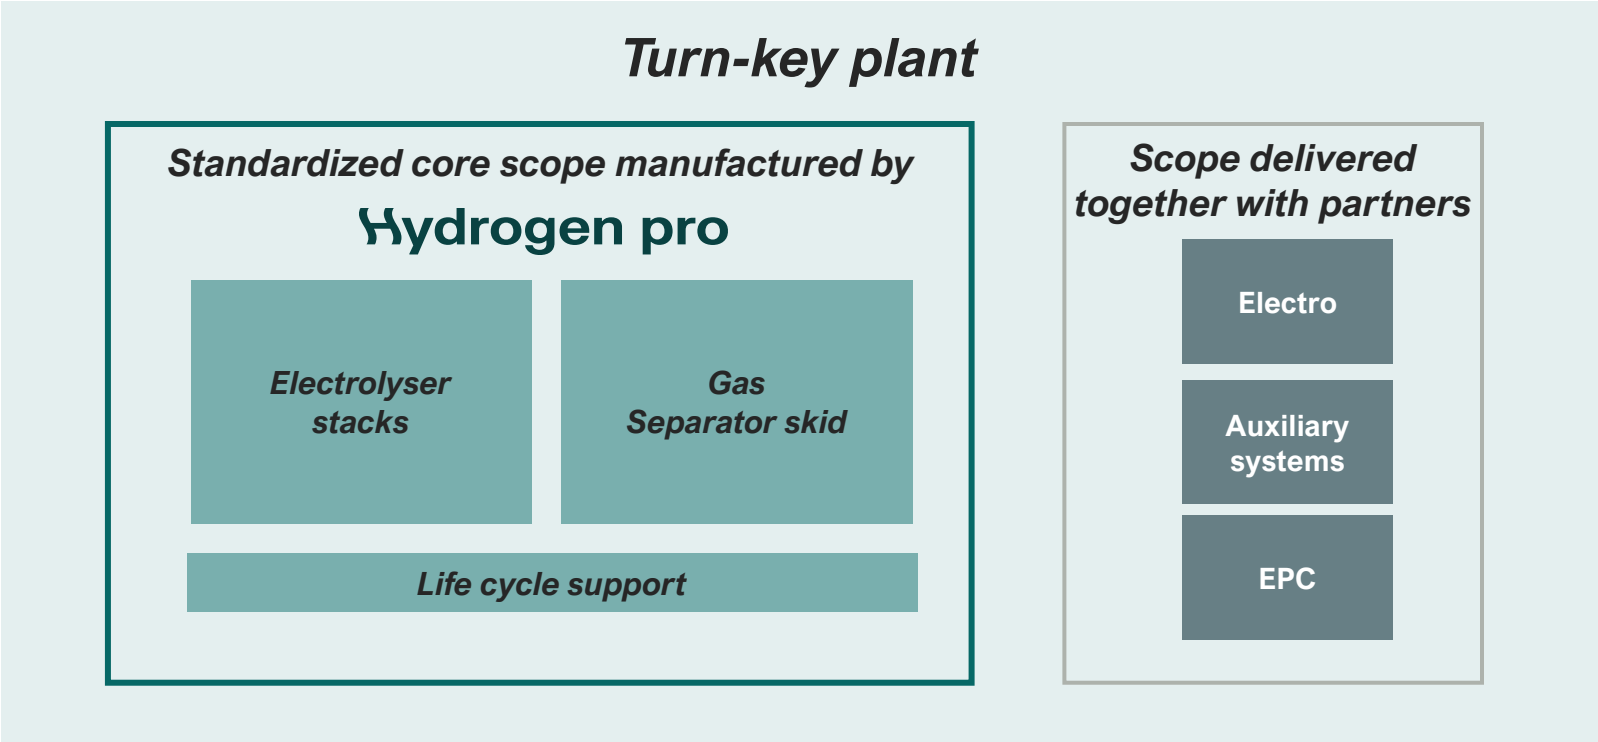 Turn-key plant
Standardized core scope manufactured by
Hydrogen pro
Electrolyser
stacks
Gas
Separator skid
Life cycle support
Scope delivered
together with partners
Electro
Auxiliary
systems
EPC